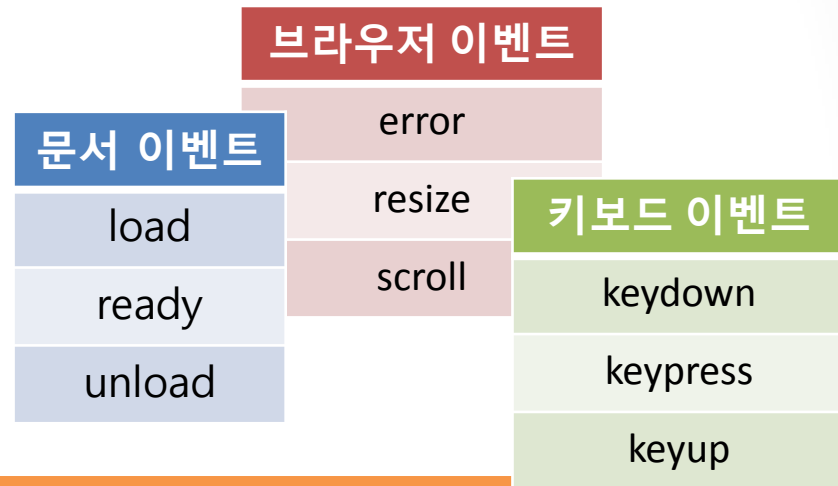 브라우저 이벤트
error
resize
scroll
문서 이벤트
load
ready
unload
키보드 이벤트
keydown
keypress
keyup